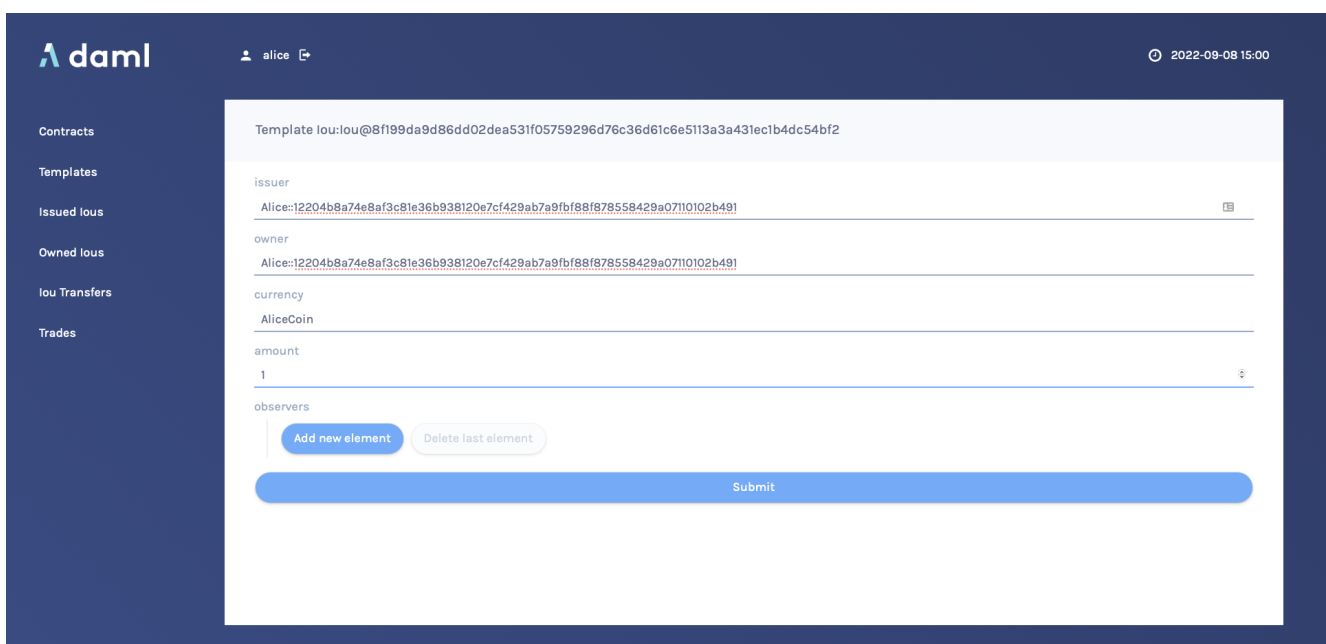 daml
alice
2022-09-08 15:00
Contracts
Templates
Issued Ious
Owned Ious
Iou Transfers
Trades
Template Iou:Iou@8f199da9d86dd02dea531f05759296d76c36d61c6e5113a3a431ec1b4dc54bf2
issuer
Alice::12204b8a74e8af3c81e36b938120e7cf429ab7a9fbf88f878558429a07110102b491
owner
Alice::12204b8a74e8af3c81e36b938120e7cf429ab7a9fbf88f878558429a07110102b491
currency
AliceCoin
amount
1
observers
Add new element
Delete last element
Submit